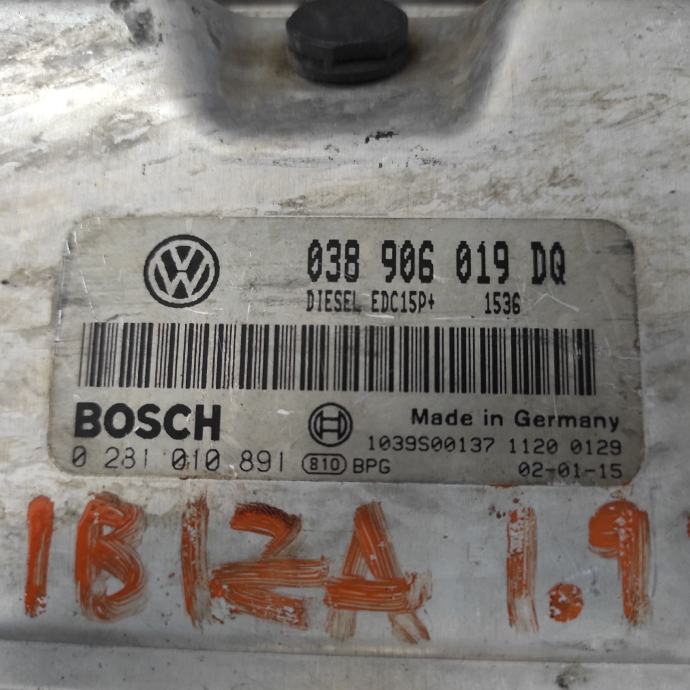 038 906 019 DQ
DIESEL EDC15P+ 1536
BOSCH
Made in Germany
1039S00137 1120 0129
0 281 010 891 810 BPG 02-01-15
IBIZA 1.9